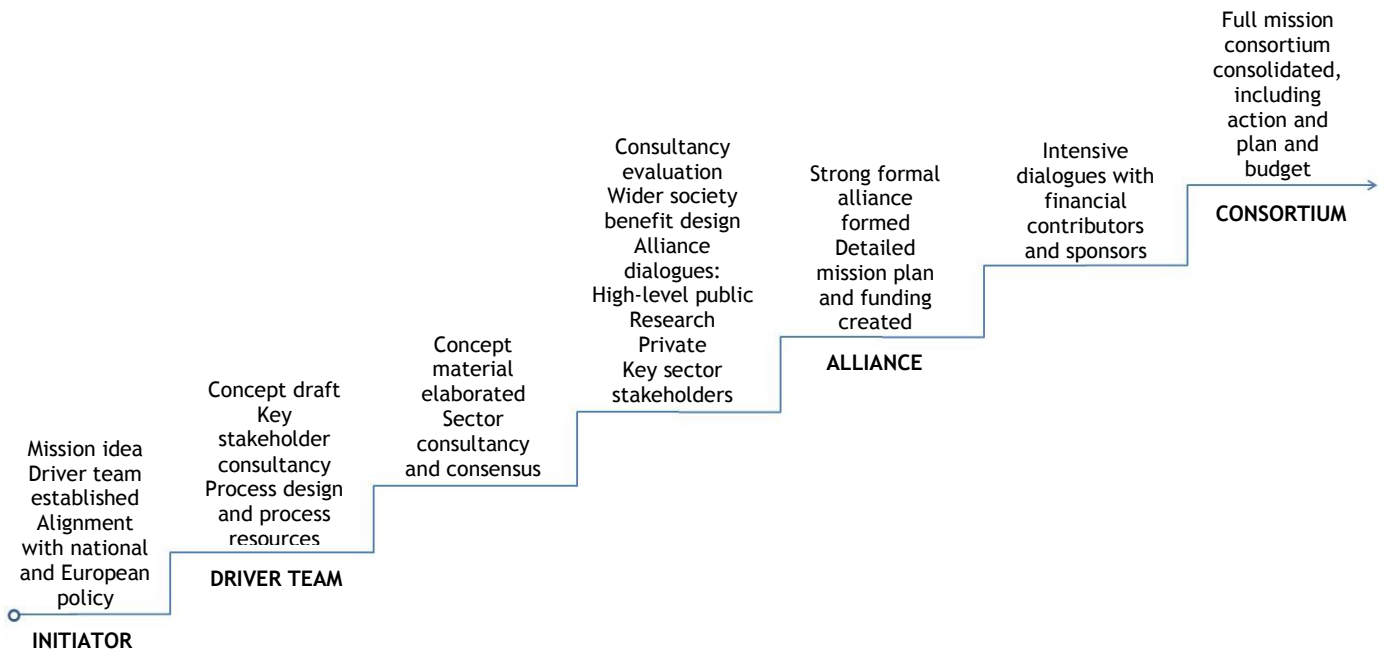 Mission idea
Driver team
established
Alignment
with national
and European
policy
INITIATOR
Concept draft
Key
stakeholder
consultancy
Process design
and process
resources
DRIVER TEAM
Concept
material
elaborated
Sector
consultancy
and consensus
Consultancy
evaluation
Wider society
benefit design
Alliance
dialogues:
High-level public
Research
Private
Key sector
stakeholders
Strong formal
alliance
formed
Detailed
mission plan
and funding
created
ALLIANCE
Intensive
dialogues with
financial
contributors
and sponsors
Full mission
consortium
consolidated,
including
action and
plan and
budget
CONSORTIUM